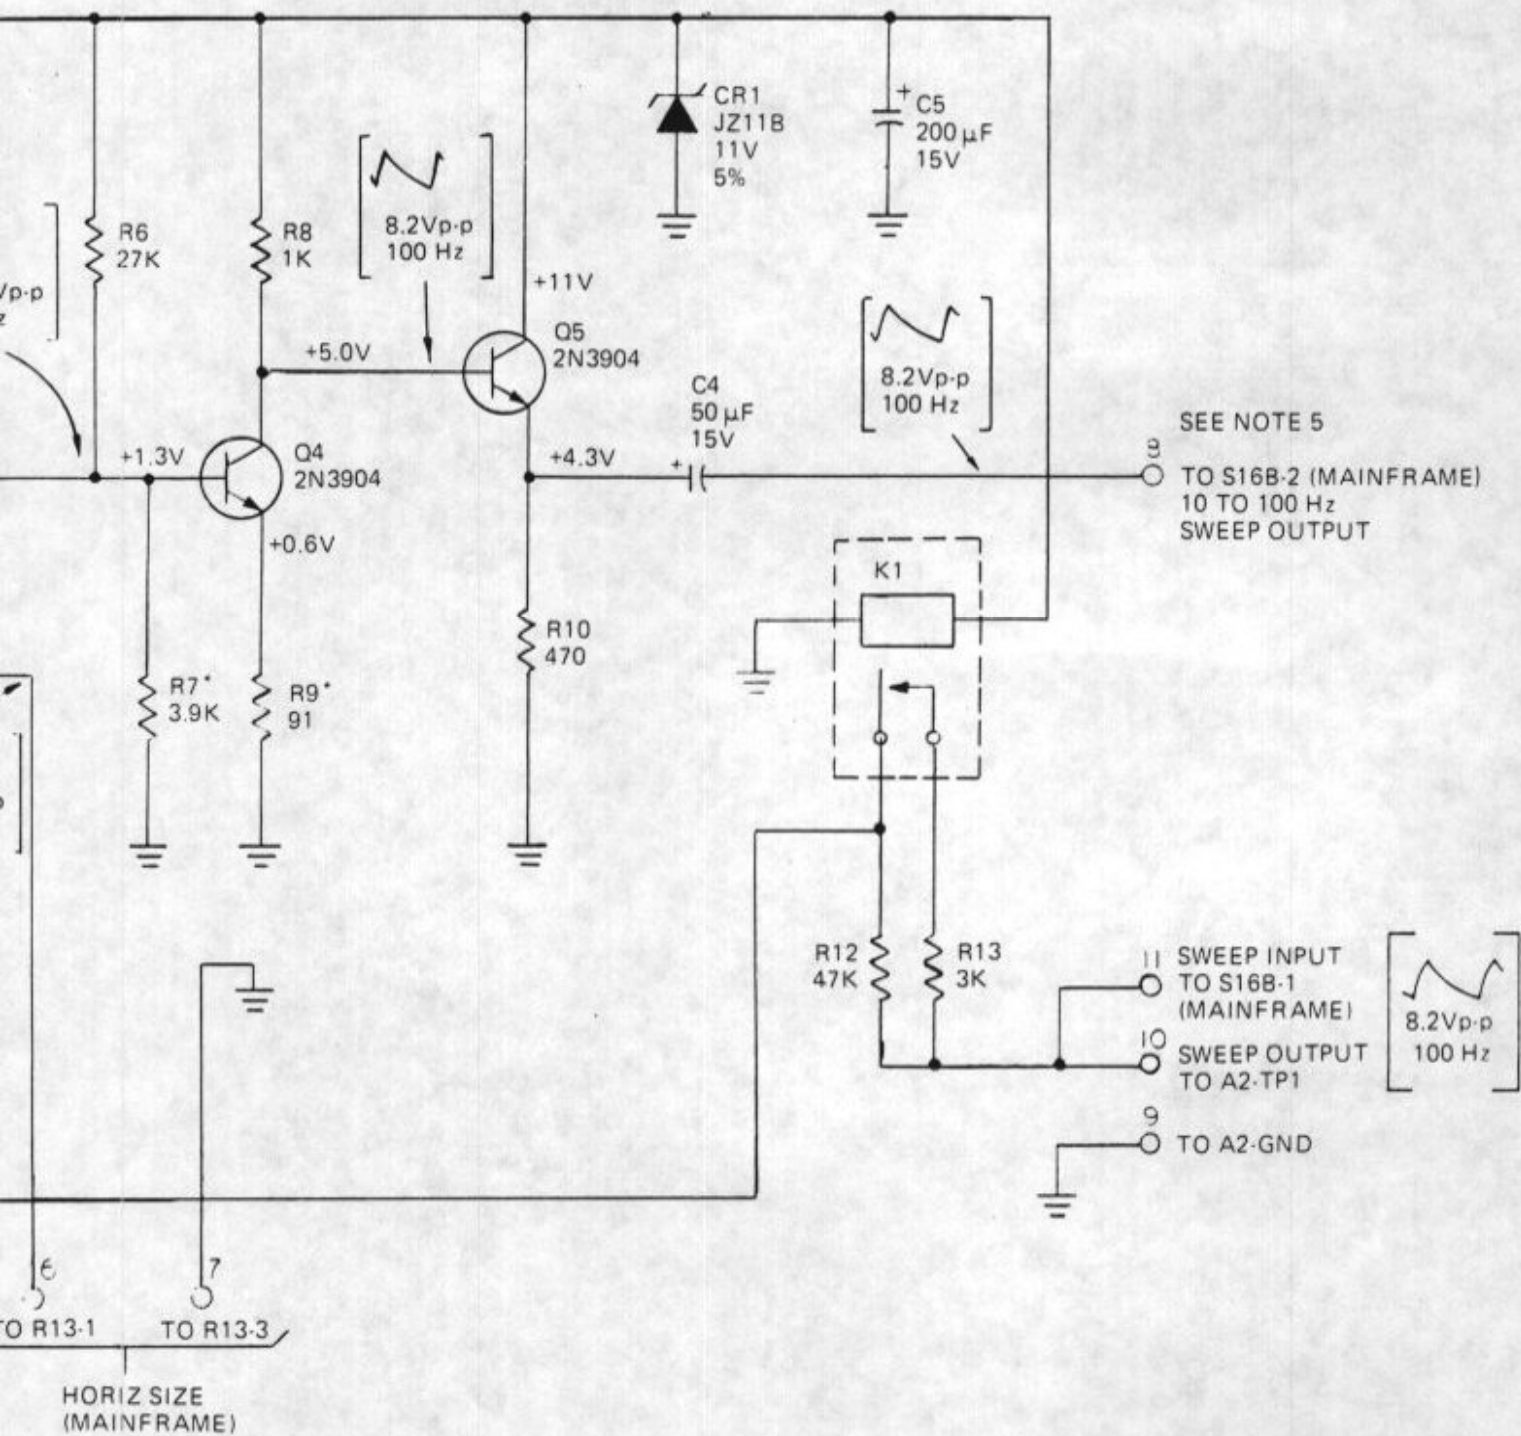 CR1
JZ11B
11V
5%
+
C5
200 µF
15V
8.2Vp-p
100 Hz
R6
27K
R8
1K
+11V
Vp-p
z
+5.0V
Q5
2N3904
8.2Vp-p
100 Hz
C4
50 µF
15V
+
SEE NOTE 5
8
TO S16B-2 (MAINFRAME)
10 TO 100 Hz
SWEEP OUTPUT
+1.3V
Q4
2N3904
+4.3V
+0.6V
K1
R10
470
R7*
3.9K
R9*
91
R12
47K
R13
3K
11
SWEEP INPUT
TO S16B-1
(MAINFRAME)
8.2Vp-p
100 Hz
10
SWEEP OUTPUT
TO A2-TP1
9
TO A2-GND
6
7
TO R13-1
TO R13-3
HORIZ SIZE
(MAINFRAME)